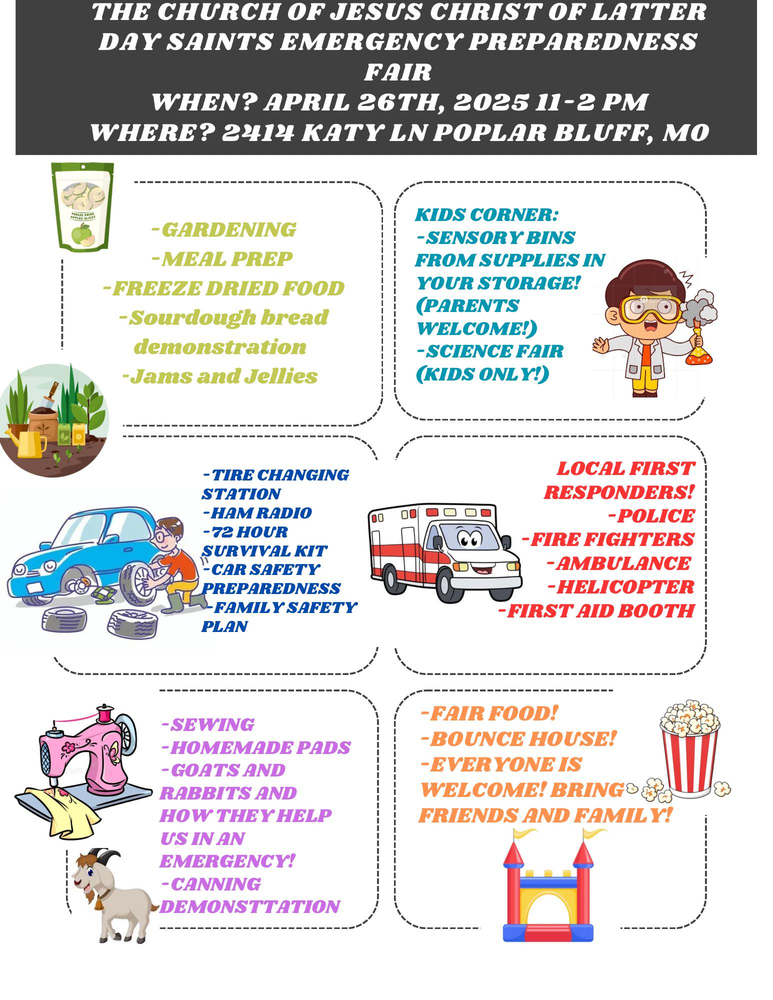 THE CHURCH OF JESUS CHRIST OF LATTER
DAY SAINTS EMERGENCY PREPAREDNESS
FAIR
WHEN? APRIL 26TH, 2025 11-2 PM
WHERE? 2414 KATY LN POPLAR BLUFF, MO
FREEZE DRIED
APPLES SLICES
-GARDENING
-MEAL PREP
-FREEZE DRIED FOOD
-Sourdough bread
demonstration
-Jams and Jellies
KIDS CORNER:
-SENSORY BINS
FROM SUPPLIES IN
YOUR STORAGE!
(PARENTS
WELCOME!)
-SCIENCE FAIR
(KIDS ONLY!)
-TIRE CHANGING
STATION
-HAM RADIO
-72 HOUR
SURVIVAL KIT
-CAR SAFETY
PREPAREDNESS
-FAMILY SAFETY
PLAN
LOCAL FIRST
RESPONDERS!
-POLICE
-FIRE FIGHTERS
-AMBULANCE
-HELICOPTER
-FIRST AID BOOTH
-SEWING
-HOMEMADE PADS
-GOATS AND
RABBITS AND
HOW THEY HELP
US IN AN
EMERGENCY!
-CANNING
DEMONSTTATION
-FAIR FOOD!
-BOUNCE HOUSE!
-EVERYONE IS
WELCOME! BRING
FRIENDS AND FAMILY!